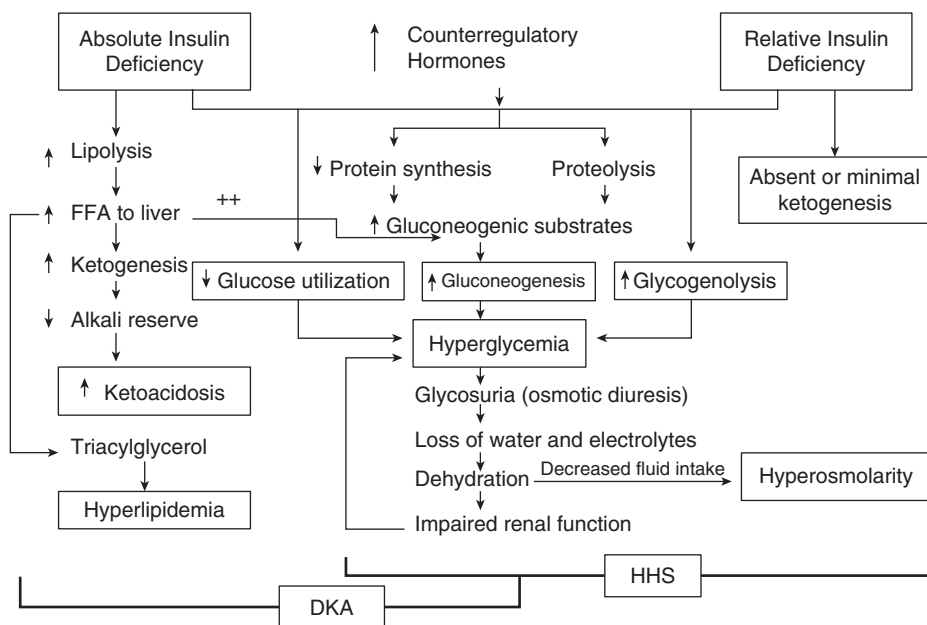 Absolute Insulin
Deficiency
Counterregulatory
Hormones
Relative Insulin
Deficiency
Lipolysis
Protein synthesis
Proteolysis
Absent or minimal
ketogenesis
FFA to liver
++
Gluconeogenic substrates
Ketogenesis
Glucose utilization
Gluconeogenesis
Glycogenolysis
Alkali reserve
Hyperglycemia
Ketoacidosis
Glycosuria (osmotic diuresis)
Triacylglycerol
Loss of water and electrolytes
Dehydration
Decreased fluid intake
Hyperosmolarity
Hyperlipidemia
Impaired renal function
HHS
DKA